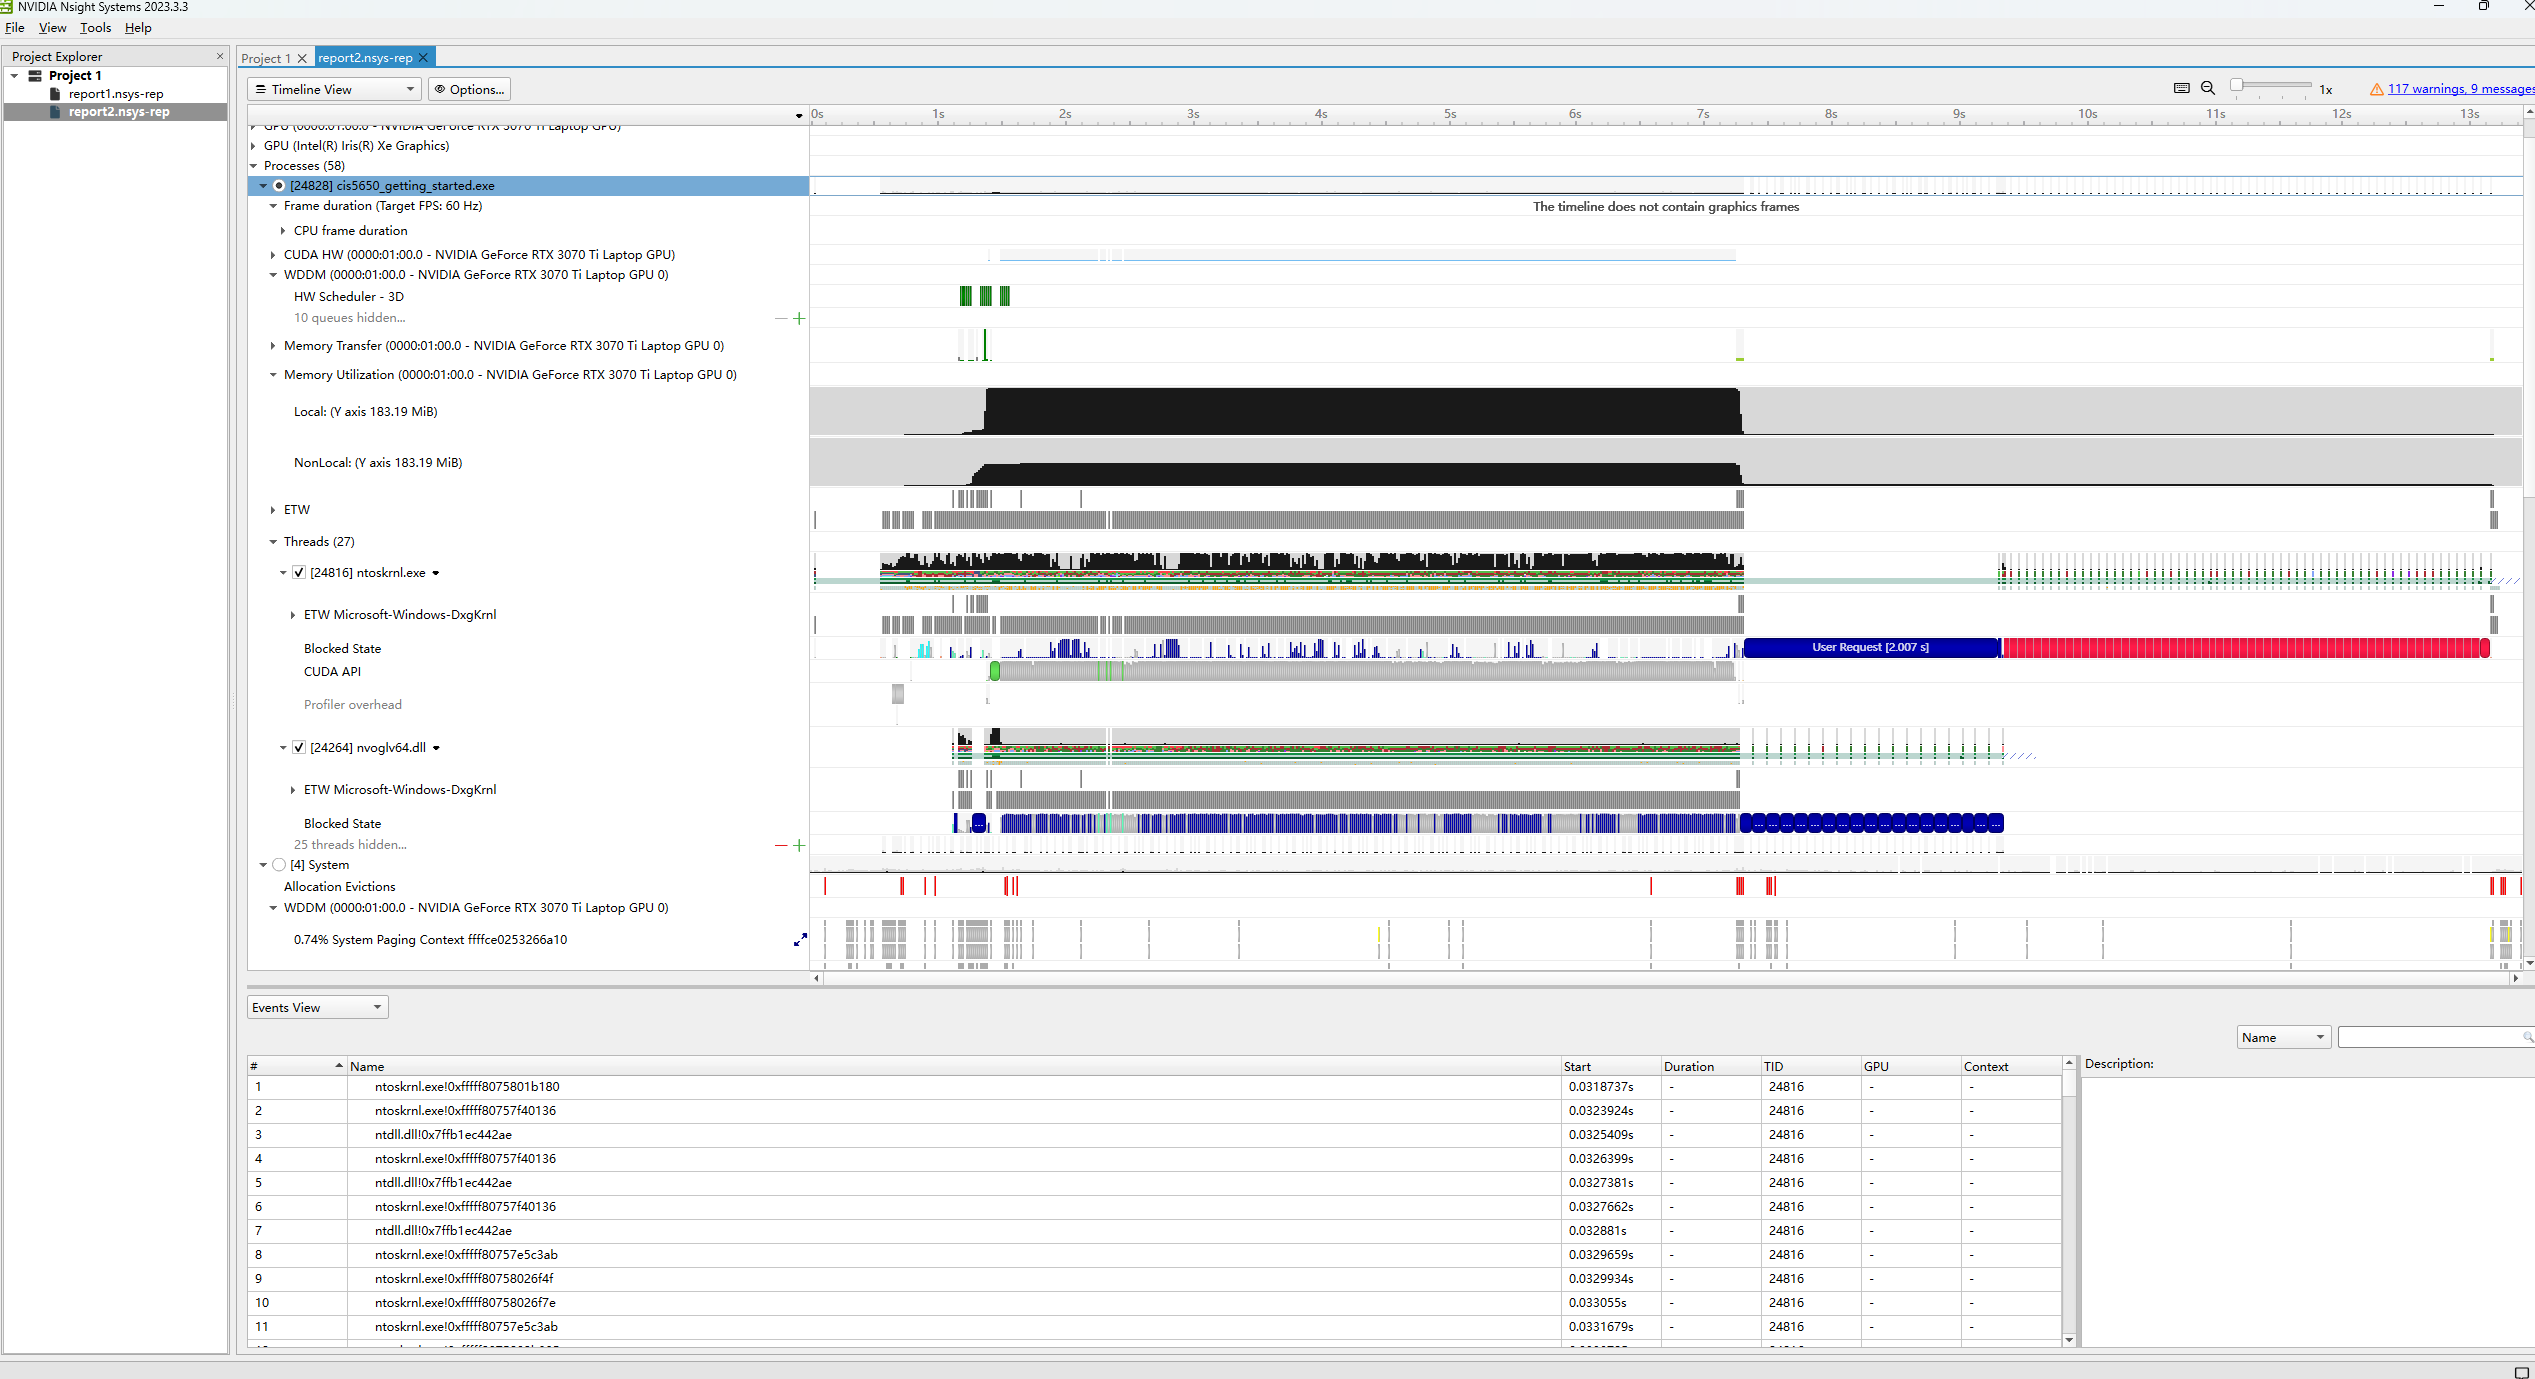 NVIDIA Nsight Systems 2023.3.3
File View Tools Help
Project Explorer
Project 1
report1.nsys-rep
report2.nsys-rep
Project 1
report2.nsys-rep
Timeline View
Options...
1x
117 warnings, 9 messages
0s 1s 2s 3s 4s 5s 6s 7s 8s 9s 10s 11s 12s 13s
GPU (0000:01:00.0 - NVIDIA GeForce RTX 3070 Ti Laptop GPU)
GPU (Intel(R) Iris(R) Xe Graphics)
Processes (58)
[24828] cis5650_getting_started.exe
Frame duration (Target FPS: 60 Hz)
The timeline does not contain graphics frames
CPU frame duration
CUDA HW (0000:01:00.0 - NVIDIA GeForce RTX 3070 Ti Laptop GPU)
WDDM (0000:01:00.0 - NVIDIA GeForce RTX 3070 Ti Laptop GPU 0)
HW Scheduler - 3D
10 queues hidden...
Memory Transfer (0000:01:00.0 - NVIDIA GeForce RTX 3070 Ti Laptop GPU 0)
Memory Utilization (0000:01:00.0 - NVIDIA GeForce RTX 3070 Ti Laptop GPU 0)
Local: (Y axis 183.19 MiB)
NonLocal: (Y axis 183.19 MiB)
ETW
Threads (27)
[24816] ntoskrnl.exe
ETW Microsoft-Windows-DxgKrnl
Blocked State
User Request [2.007 s]
CUDA API
Profiler overhead
[24264] nvoglv64.dll
ETW Microsoft-Windows-DxgKrnl
Blocked State
25 threads hidden...
[4] System
Allocation Evictions
WDDM (0000:01:00.0 - NVIDIA GeForce RTX 3070 Ti Laptop GPU 0)
0.74% System Paging Context ffffce0253266a10
Events View
Name
# Name Start Duration TID GPU Context
Description:
1 ntoskrnl.exe!0xfffff8075801b180 0.0318737s - 24816 - -
2 ntoskrnl.exe!0xfffff80757f40136 0.0323924s - 24816 - -
3 ntdll.dll!0x7ffb1ec442ae 0.0325409s - 24816 - -
4 ntoskrnl.exe!0xfffff80757f40136 0.0326399s - 24816 - -
5 ntdll.dll!0x7ffb1ec442ae 0.0327381s - 24816 - -
6 ntoskrnl.exe!0xfffff80757f40136 0.0327662s - 24816 - -
7 ntdll.dll!0x7ffb1ec442ae 0.032881s - 24816 - -
8 ntoskrnl.exe!0xfffff80757e5c3ab 0.0329659s - 24816 - -
9 ntoskrnl.exe!0xfffff80758026f4f 0.0329934s - 24816 - -
10 ntoskrnl.exe!0xfffff80758026f7e 0.033055s - 24816 - -
11 ntoskrnl.exe!0xfffff80757e5c3ab 0.0331679s - 24816 - -